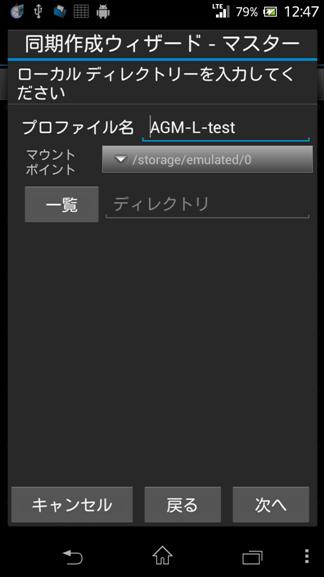 LTE 79% 12:47
同期作成ウィザード - マスター
ローカル ディレクトリーを入力してく
ださい
プロファイル名 AGM-L-test
マウント
ポイント
/storage/emulated/0
一覧 ディレクトリ
キャンセル 戻る 次へ